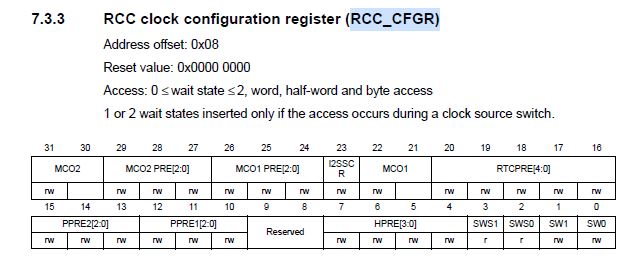 7.3.3 RCC clock configuration register (RCC_CFGR)
Address offset: 0x08
Reset value: 0x0000 0000
Access: 0 ≤ wait state ≤ 2, word, half-word and byte access
1 or 2 wait states inserted only if the access occurs during a clock source switch.
31 30 29 28 27 26 25 24 23 22 21 20 19 18 17 16
MCO2 MCO2 PRE[2:0] MCO1 PRE[2:0] I2SSC R MCO1 RTCPRE[4:0]
rw rw rw rw rw rw rw rw rw rw rw rw rw rw
15 14 13 12 11 10 9 8 7 6 5 4 3 2 1 0
PPRE2[2:0] PPRE1[2:0] Reserved HPRE[3:0] SWS1 SWS0 SW1 SW0
rw rw rw rw rw rw rw rw rw rw r r rw rw